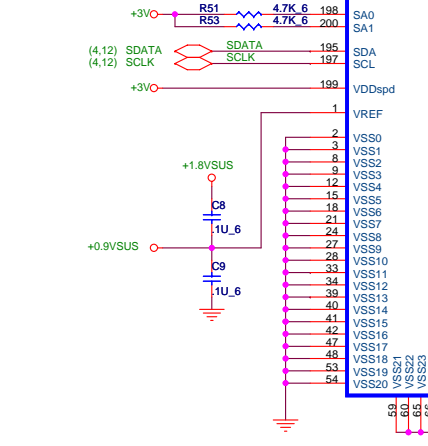 R51 4.7K_6 198 SA0
+3V
R53 4.7K_6 200 SA1
(4,12) SDATA SDATA 195 SDA
(4,12) SCLK SCLK 197 SCL
+3V 199 VDDspd
1 VREF
2 VSS0
3 VSS1
8 VSS2
9 VSS3
12 VSS4
15 VSS5
18 VSS6
21 VSS7
24 VSS8
27 VSS9
28 VSS10
33 VSS11
34 VSS12
39 VSS13
40 VSS14
41 VSS15
42 VSS16
47 VSS17
48 VSS18
53 VSS19
54 VSS20
+1.8VSUS
C8
.1U_6
+0.9VSUS
C9
.1U_6
VSS21
VSS22
VSS23
59
60
65